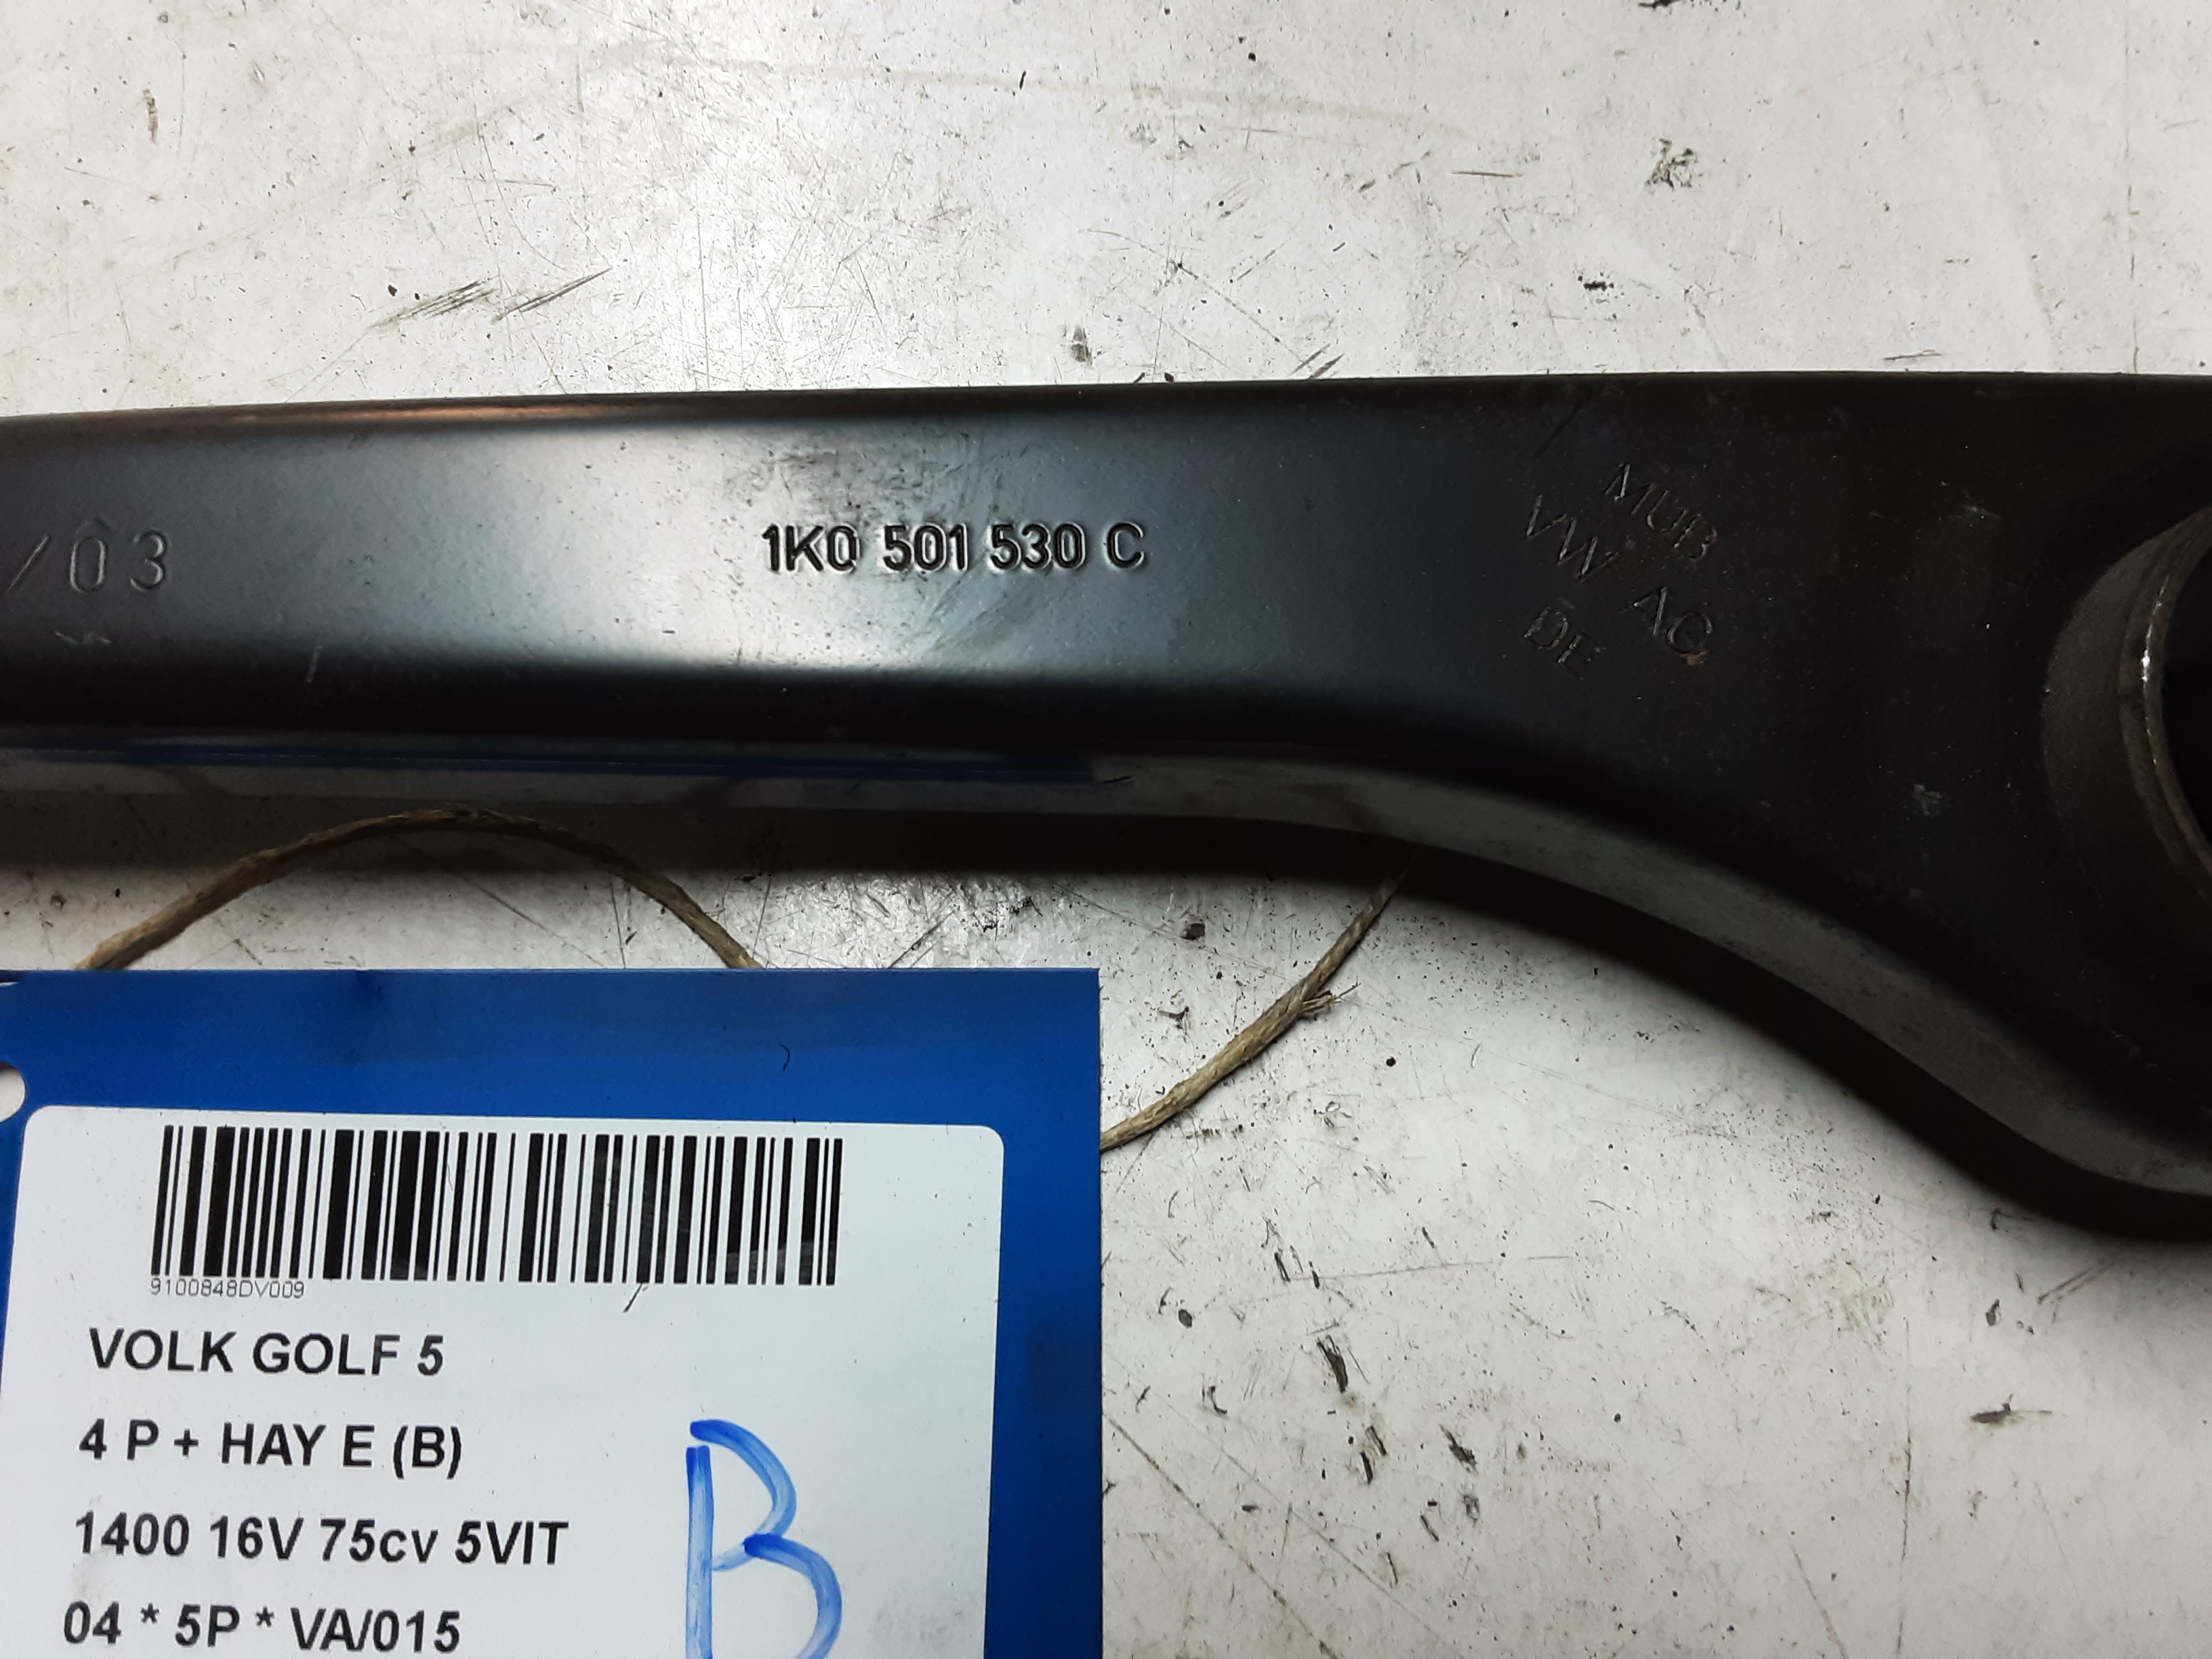 /03
1K0 501 530 C
MUB
VW AG
DE
9100848DV009
VOLK GOLF 5
4 P + HAY E (B)
1400 16V 75cv 5VIT
04 * 5P * VA/015
B